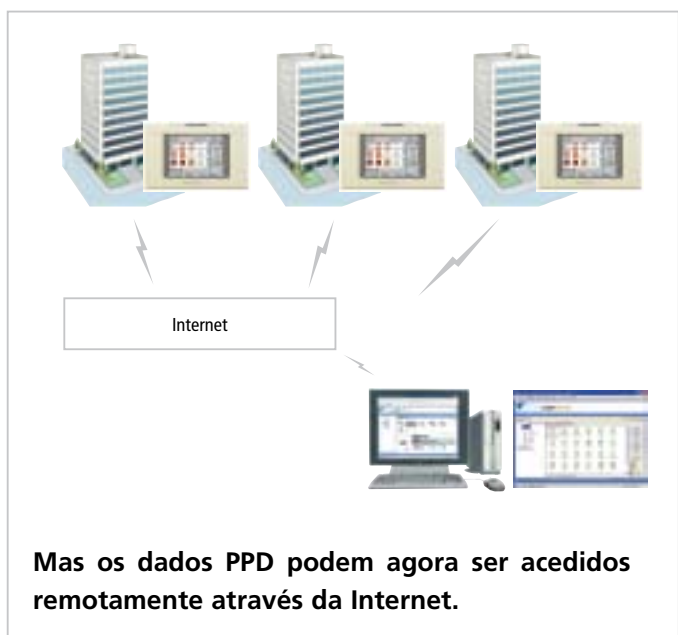 Internet
Mas os dados PPD podem agora ser acedidos
remotamente através da Internet.